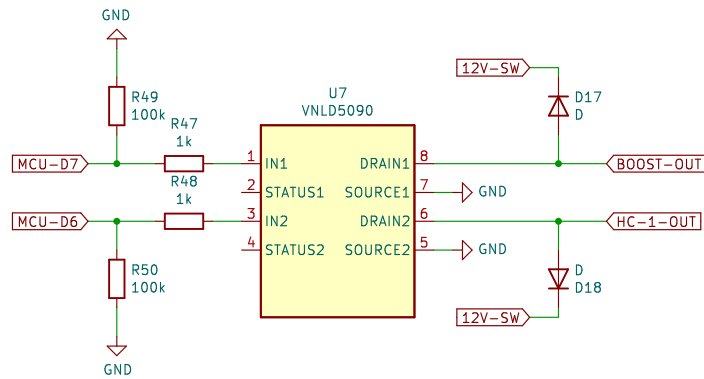 GND
12V-SW
U7
VNLD5090
R49
100k
D17
D
R47
1k
MCU-D7
1
IN1
DRAIN1
8
BOOST-OUT
R48
1k
2
STATUS1
SOURCE1
7
GND
MCU-D6
3
IN2
DRAIN2
6
HC-1-OUT
4
STATUS2
SOURCE2
5
GND
R50
100k
D
D18
12V-SW
GND